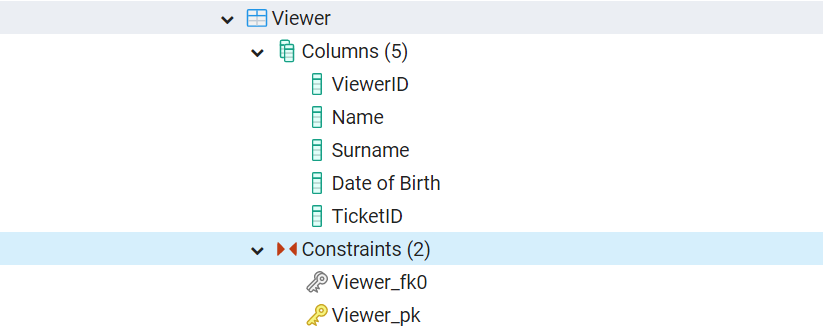 Viewer
Columns (5)
ViewerID
Name
Surname
Date of Birth
TicketID
Constraints (2)
Viewer_fk0
Viewer_pk